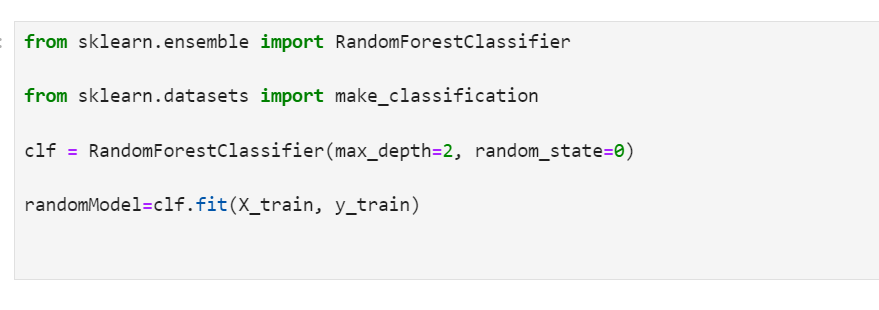 from sklearn.ensemble import RandomForestClassifier
from sklearn.datasets import make_classification
clf = RandomForestClassifier(max_depth=2, random_state=0)
randomModel=clf.fit(X_train, y_train)